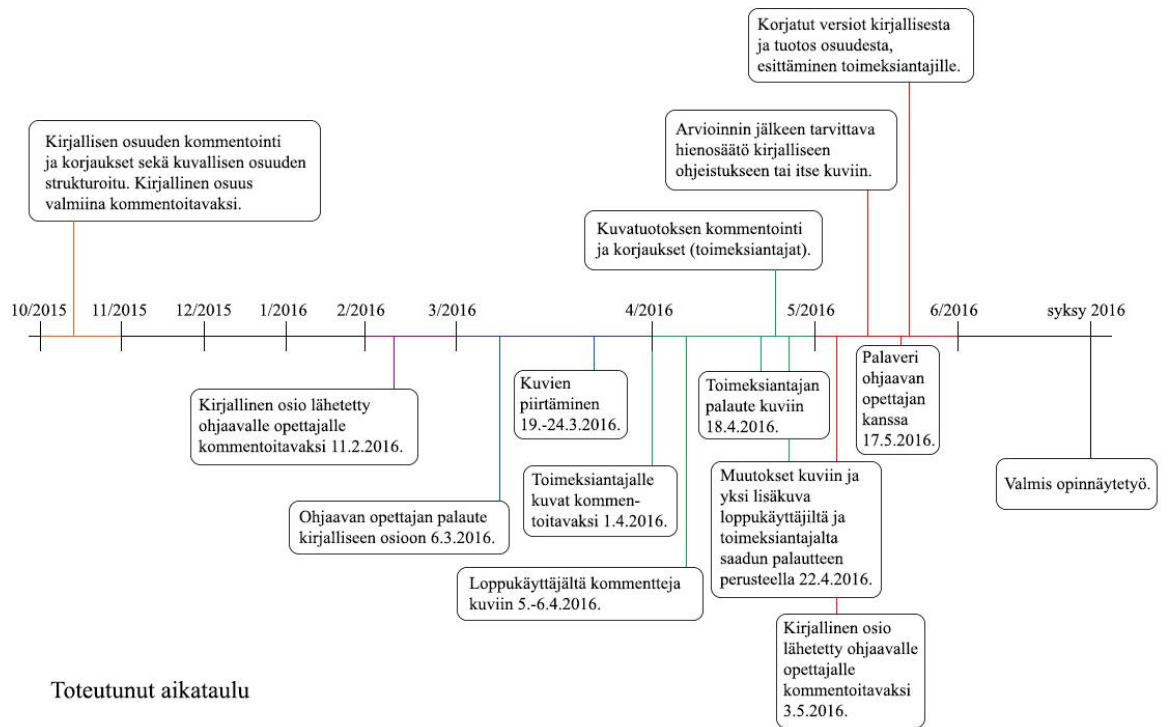 Korjatut versiot kirjallisesta
ja tuotos osuudesta,
esittäminen toimeksiantajille.
Arvioinnin jälkeen tarvittava
hienosäätö kirjalliseen
ohjeistukseen tai itse kuviin.
Kirjallisen osuuden kommentointi
ja korjaukset sekä kuvallisen osuuden
strukturoitu. Kirjallinen osuus
valmiina kommentoitavaksi.
Kuvatuotoksen kommentointi
ja korjaukset (toimeksiantajat).
10/2015 11/2015 12/2015 1/2016 2/2016 3/2016 4/2016 5/2016 6/2016 syksy 2016
Kirjallinen osio lähetetty
ohjaavalle opettajalle
kommentoitavaksi 11.2.2016.
Kuvien
piirtäminen
19.-24.3.2016.
Toimeksiantajan
palaute kuviin
18.4.2016.
Palaveri
ohjaavan
opettajan
kanssa
17.5.2016.
Ohjaavan opettajan palaute
kirjalliseen osioon 6.3.2016.
Toimeksiantajalle
kuvat kommen-
toitavaksi 1.4.2016.
Muutokset kuviin ja
yksi lisäkuva
loppukäyttäjiltä ja
toimeksiantajalta
saadun palautteen
perusteella 22.4.2016.
Valmis opinnäytetyö.
Loppukäyttäjältä kommentteja
kuviin 5.-6.4.2016.
Kirjallinen osio
lähetetty ohjaavalle
opettajalle
kommentoitavaksi
3.5.2016.
Toteutunut aikataulu